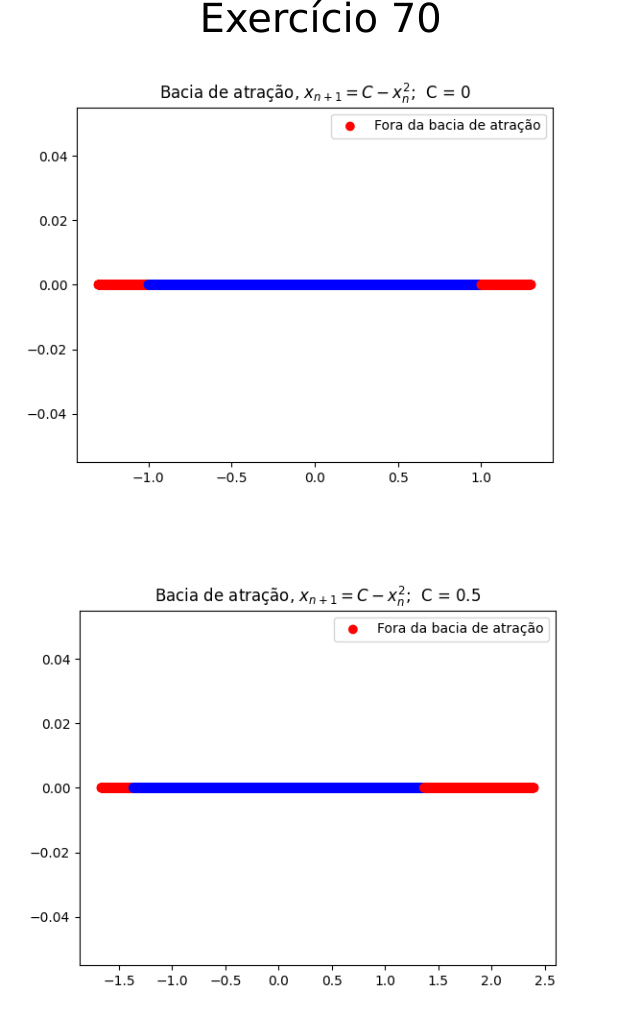 Exercício 70
Bacia de atração, $x_{n+1} = C - x_n^2$;  C = 0
Fora da bacia de atração
0.04
0.02
0.00
−0.02
−0.04
−1.0 −0.5 0.0 0.5 1.0
Bacia de atração, $x_{n+1} = C - x_n^2$;  C = 0.5
Fora da bacia de atração
0.04
0.02
0.00
−0.02
−0.04
−1.5 −1.0 −0.5 0.0 0.5 1.0 1.5 2.0 2.5